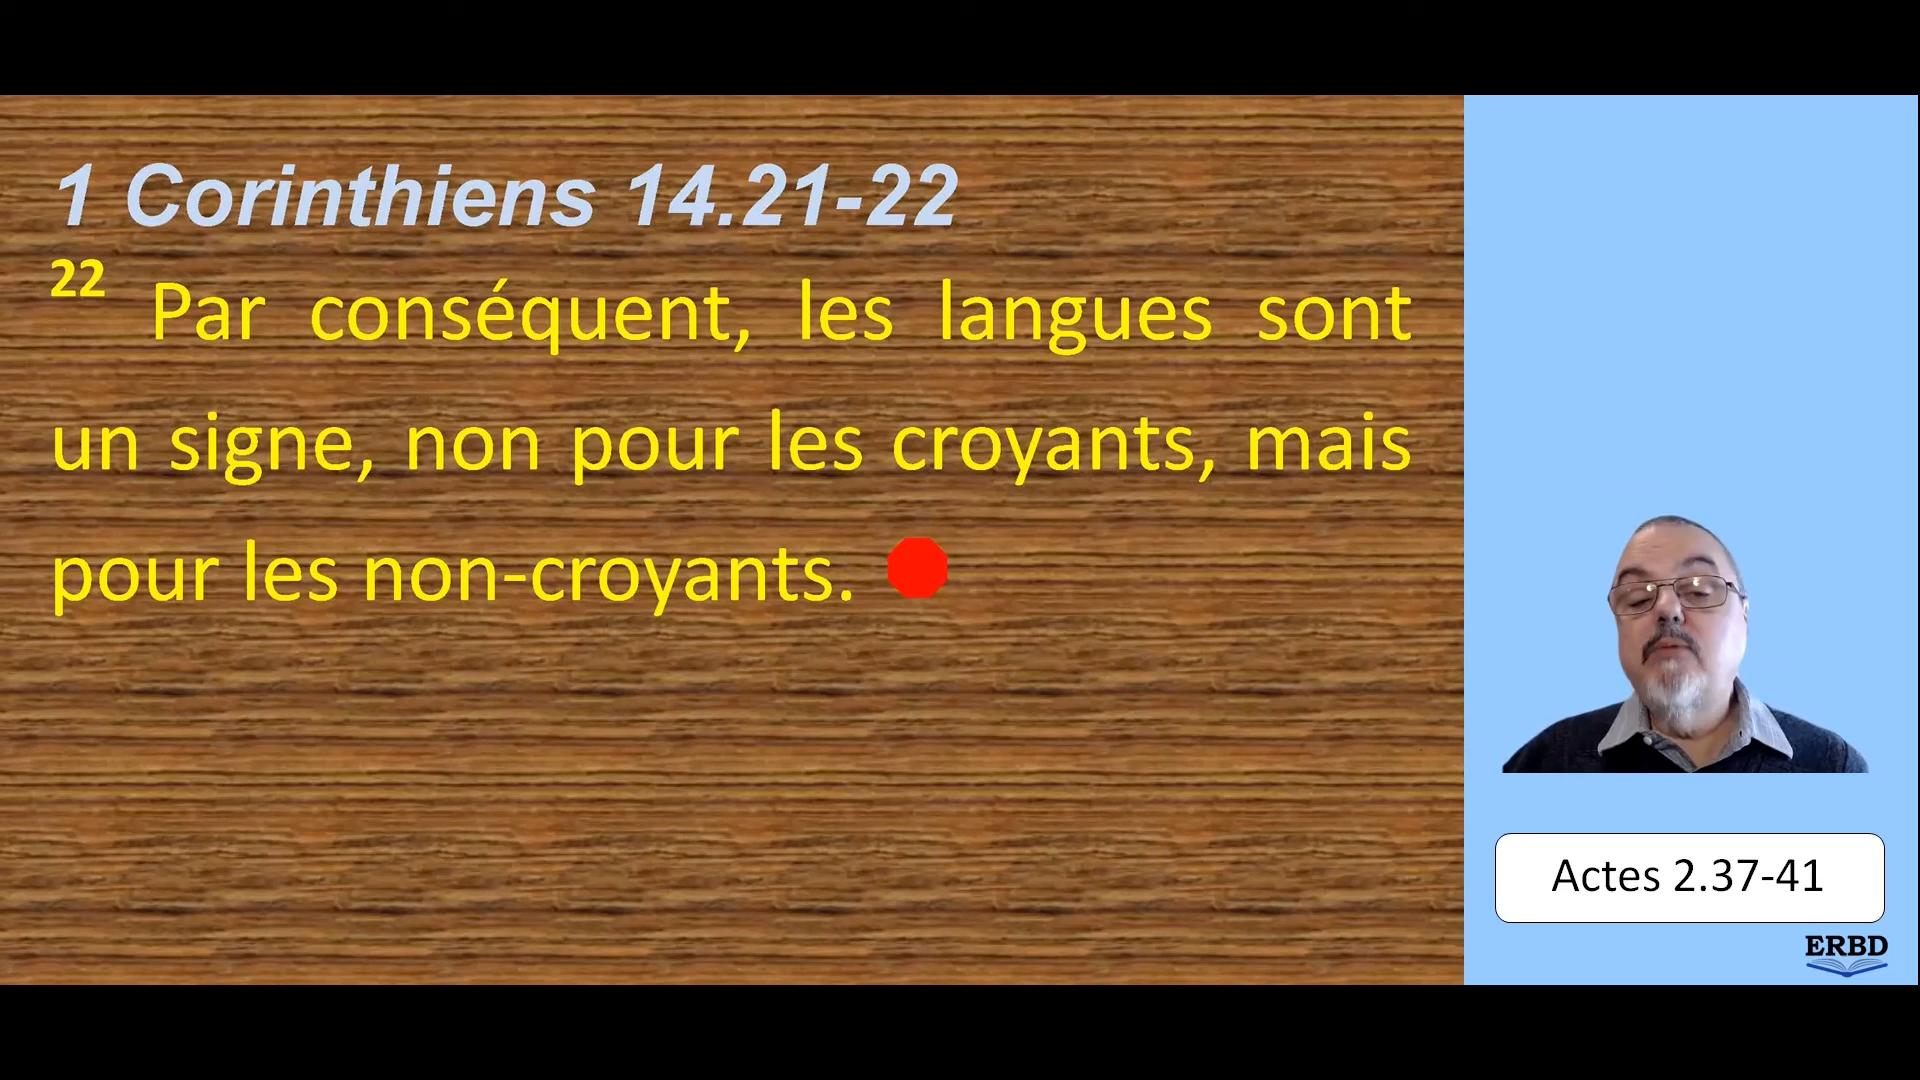 1 Corinthiens 14.21-22
22 Par conséquent, les langues sont
un signe, non pour les croyants, mais
pour les non-croyants.
Actes 2.37-41
ERBD